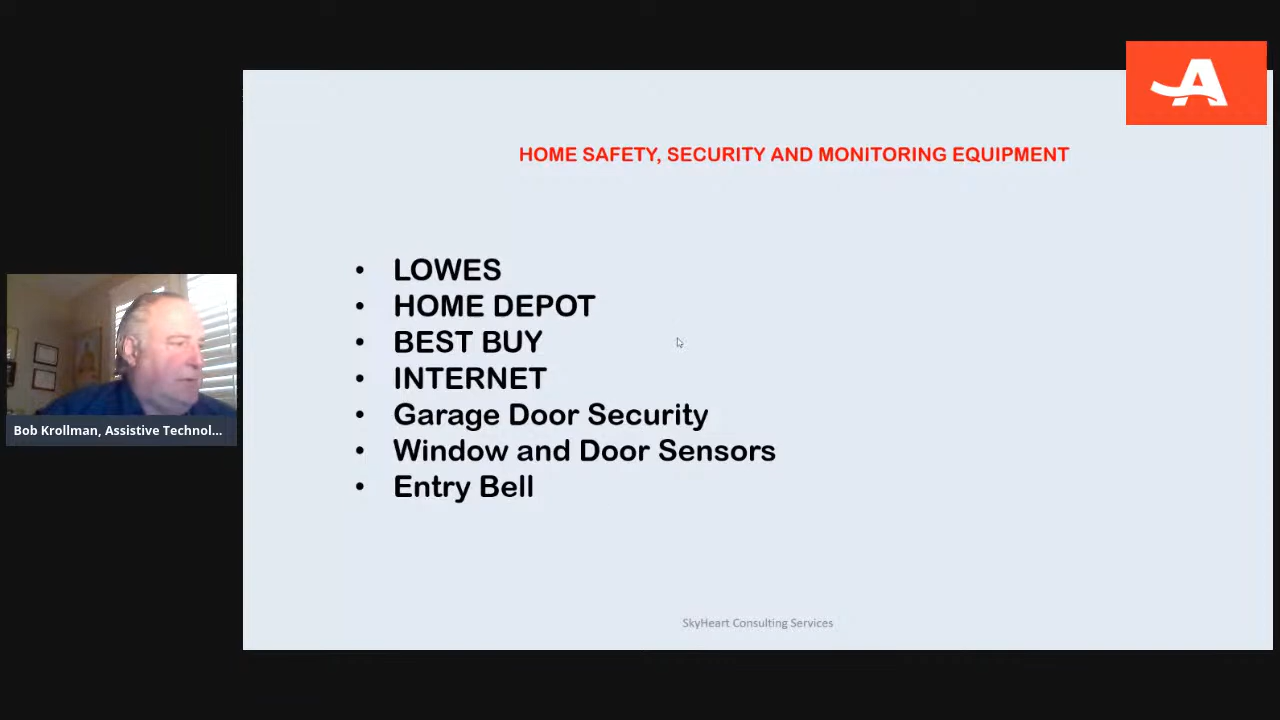 HOME SAFETY, SECURITY AND MONITORING EQUIPMENT
• LOWES
• HOME DEPOT
• BEST BUY
• INTERNET
• Garage Door Security
• Window and Door Sensors
• Entry Bell
Bob Krollman, Assistive Technol...
SkyHeart Consulting Services